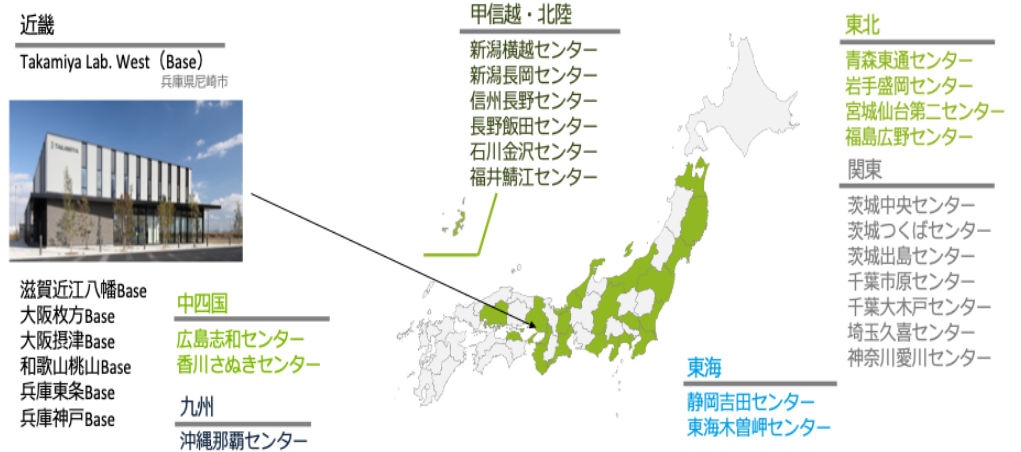 近畿
Takamiya Lab. West（Base）
兵庫県尼崎市
TAKAMIYA
滋賀近江八幡Base
大阪枚方Base
大阪摂津Base
和歌山桃山Base
兵庫東条Base
兵庫神戸Base
中四国
広島志和センター
香川さぬきセンター
九州
沖縄那覇センター
甲信越・北陸
新潟横越センター
新潟長岡センター
信州長野センター
長野飯田センター
石川金沢センター
福井鯖江センター
東海
静岡吉田センター
東海木曽岬センター
東北
青森東通センター
岩手盛岡センター
宮城仙台第二センター
福島広野センター
関東
茨城中央センター
茨城つくばセンター
茨城出島センター
千葉市原センター
千葉大木戸センター
埼玉久喜センター
神奈川愛川センター